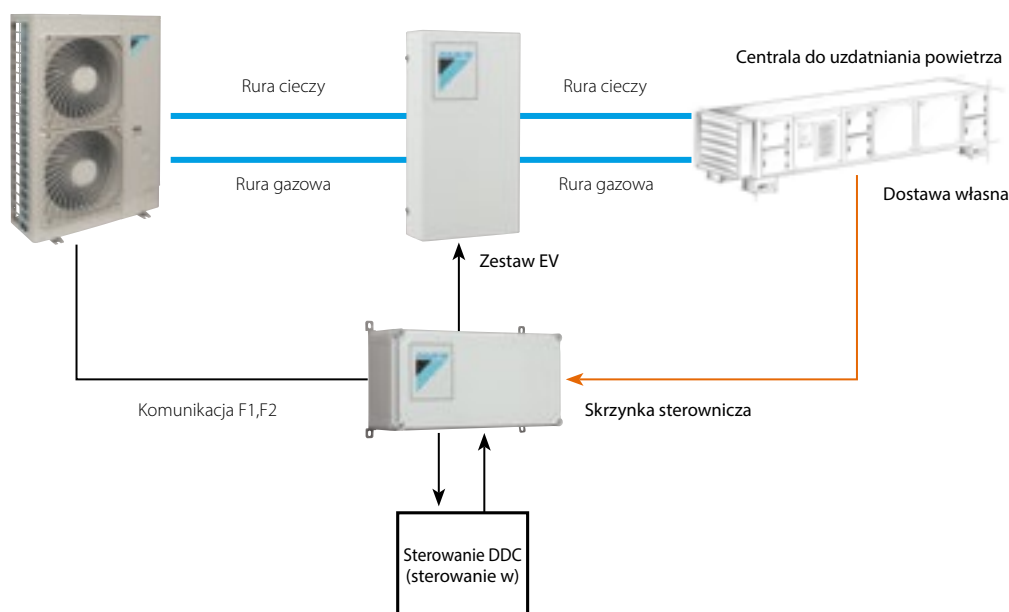 Centrala do uzdatniania powietrza
Rura cieczy
Rura cieczy
Rura gazowa
Rura gazowa
Dostawa własna
Zestaw EV
Komunikacja F1,F2
Skrzynka sterownicza
Sterowanie DDC
(sterowanie w)